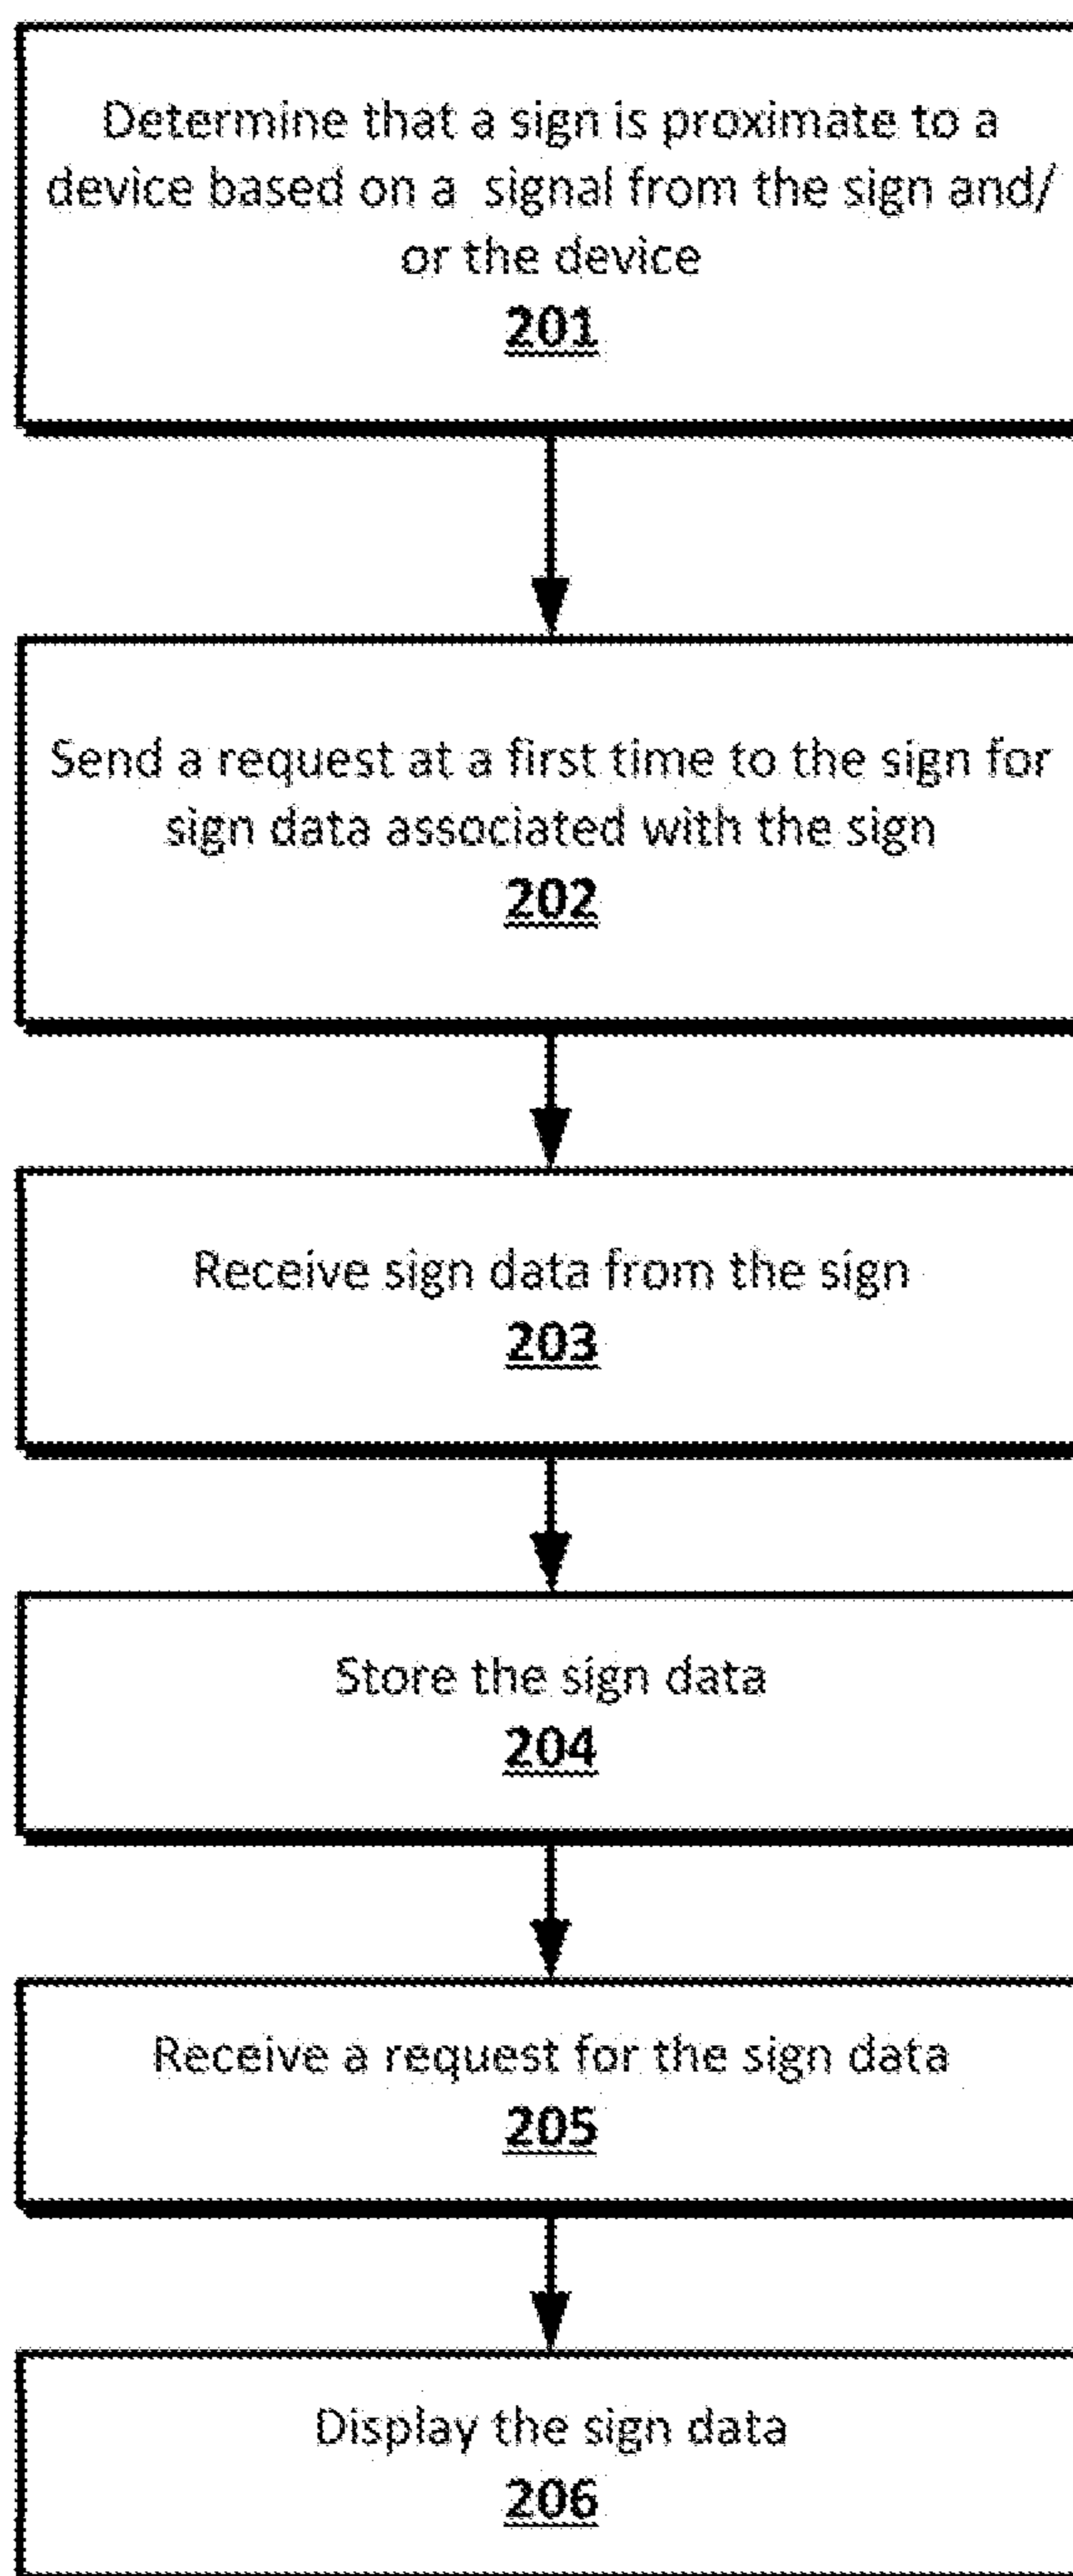 Determine that a sign is proximate to a
device based on a signal from the sign and/
or the device
201
Send a request at a first time to the sign for
sign data associated with the sign
202
Receive sign data from the sign
203
Store the sign data
204
Receive a request for the sign data
205
Display the sign data
206